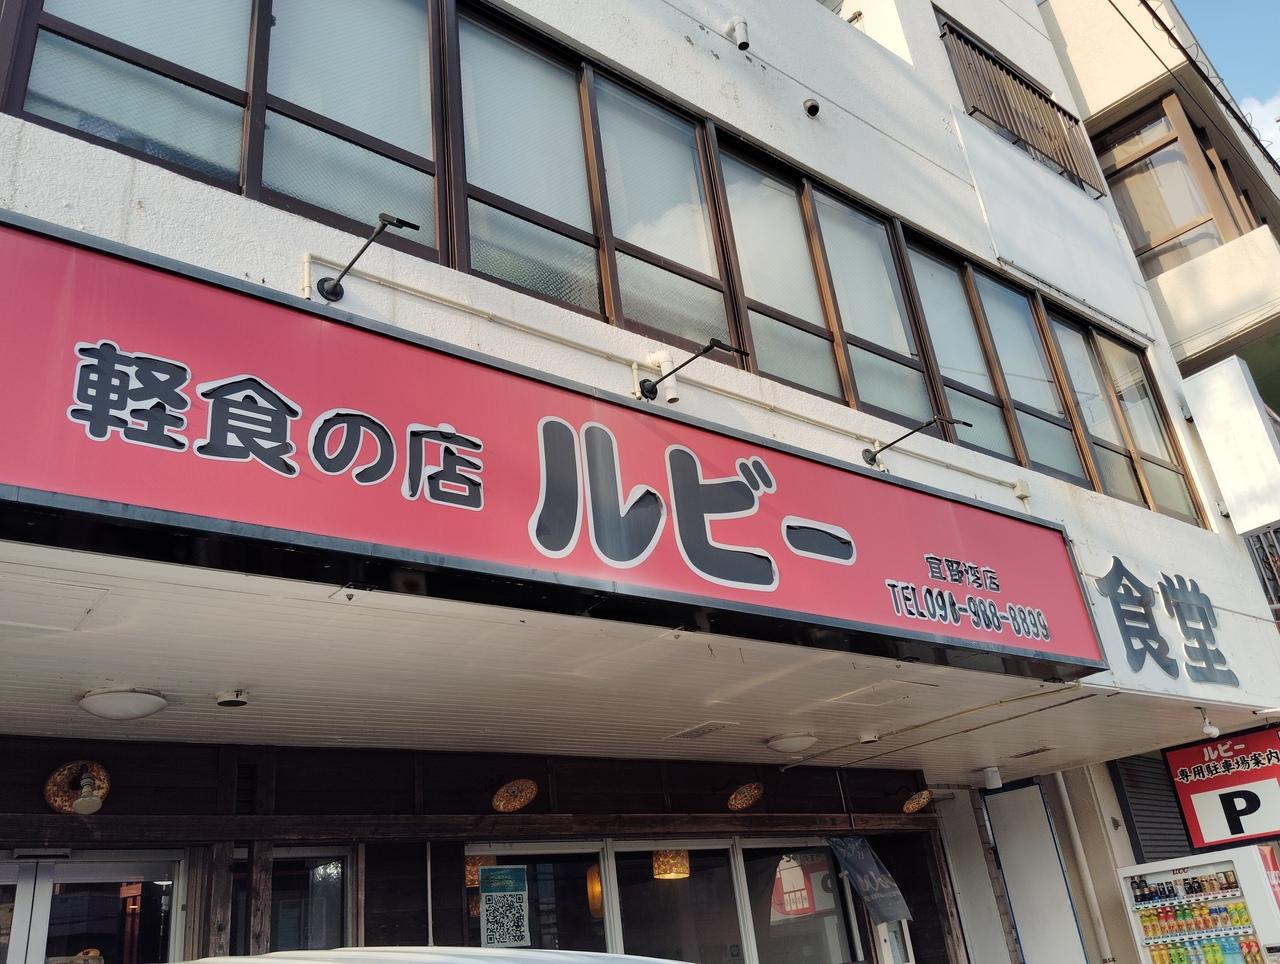 軽食の店 ルビー
宜野湾店
TEL098-988-8899
食堂
ルビー
専用駐車場案内
P
UCC